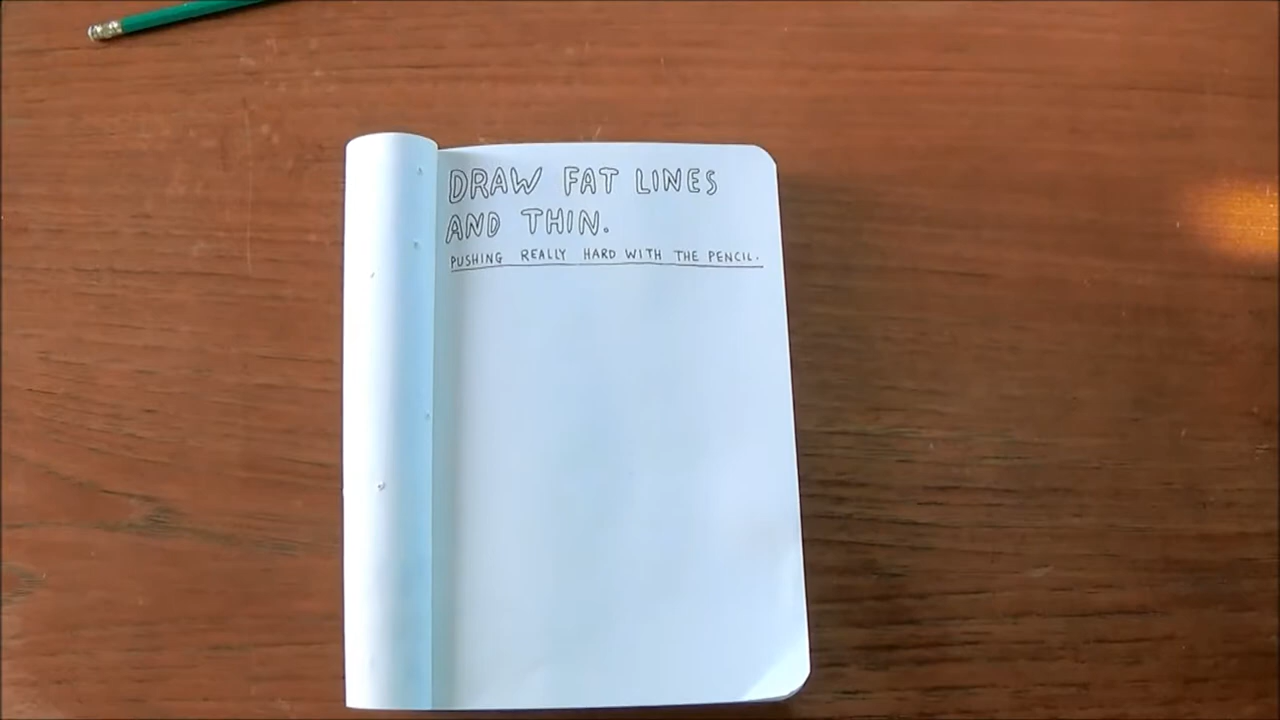 DRAW FAT LINES
AND THIN.
PUSHING REALLY HARD WITH THE PENCIL.